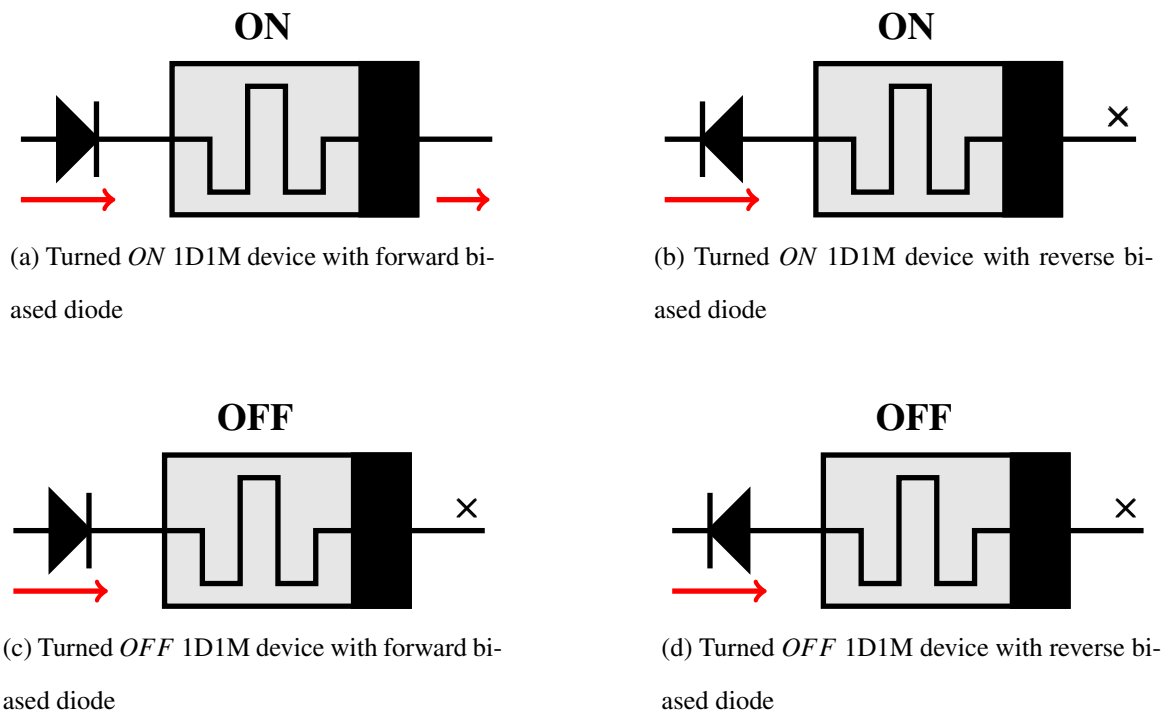 ON
ON
(a) Turned ON 1D1M device with forward bi-
ased diode
(b) Turned ON 1D1M device with reverse bi-
ased diode
OFF
OFF
(c) Turned OFF 1D1M device with forward bi-
ased diode
(d) Turned OFF 1D1M device with reverse bi-
ased diode